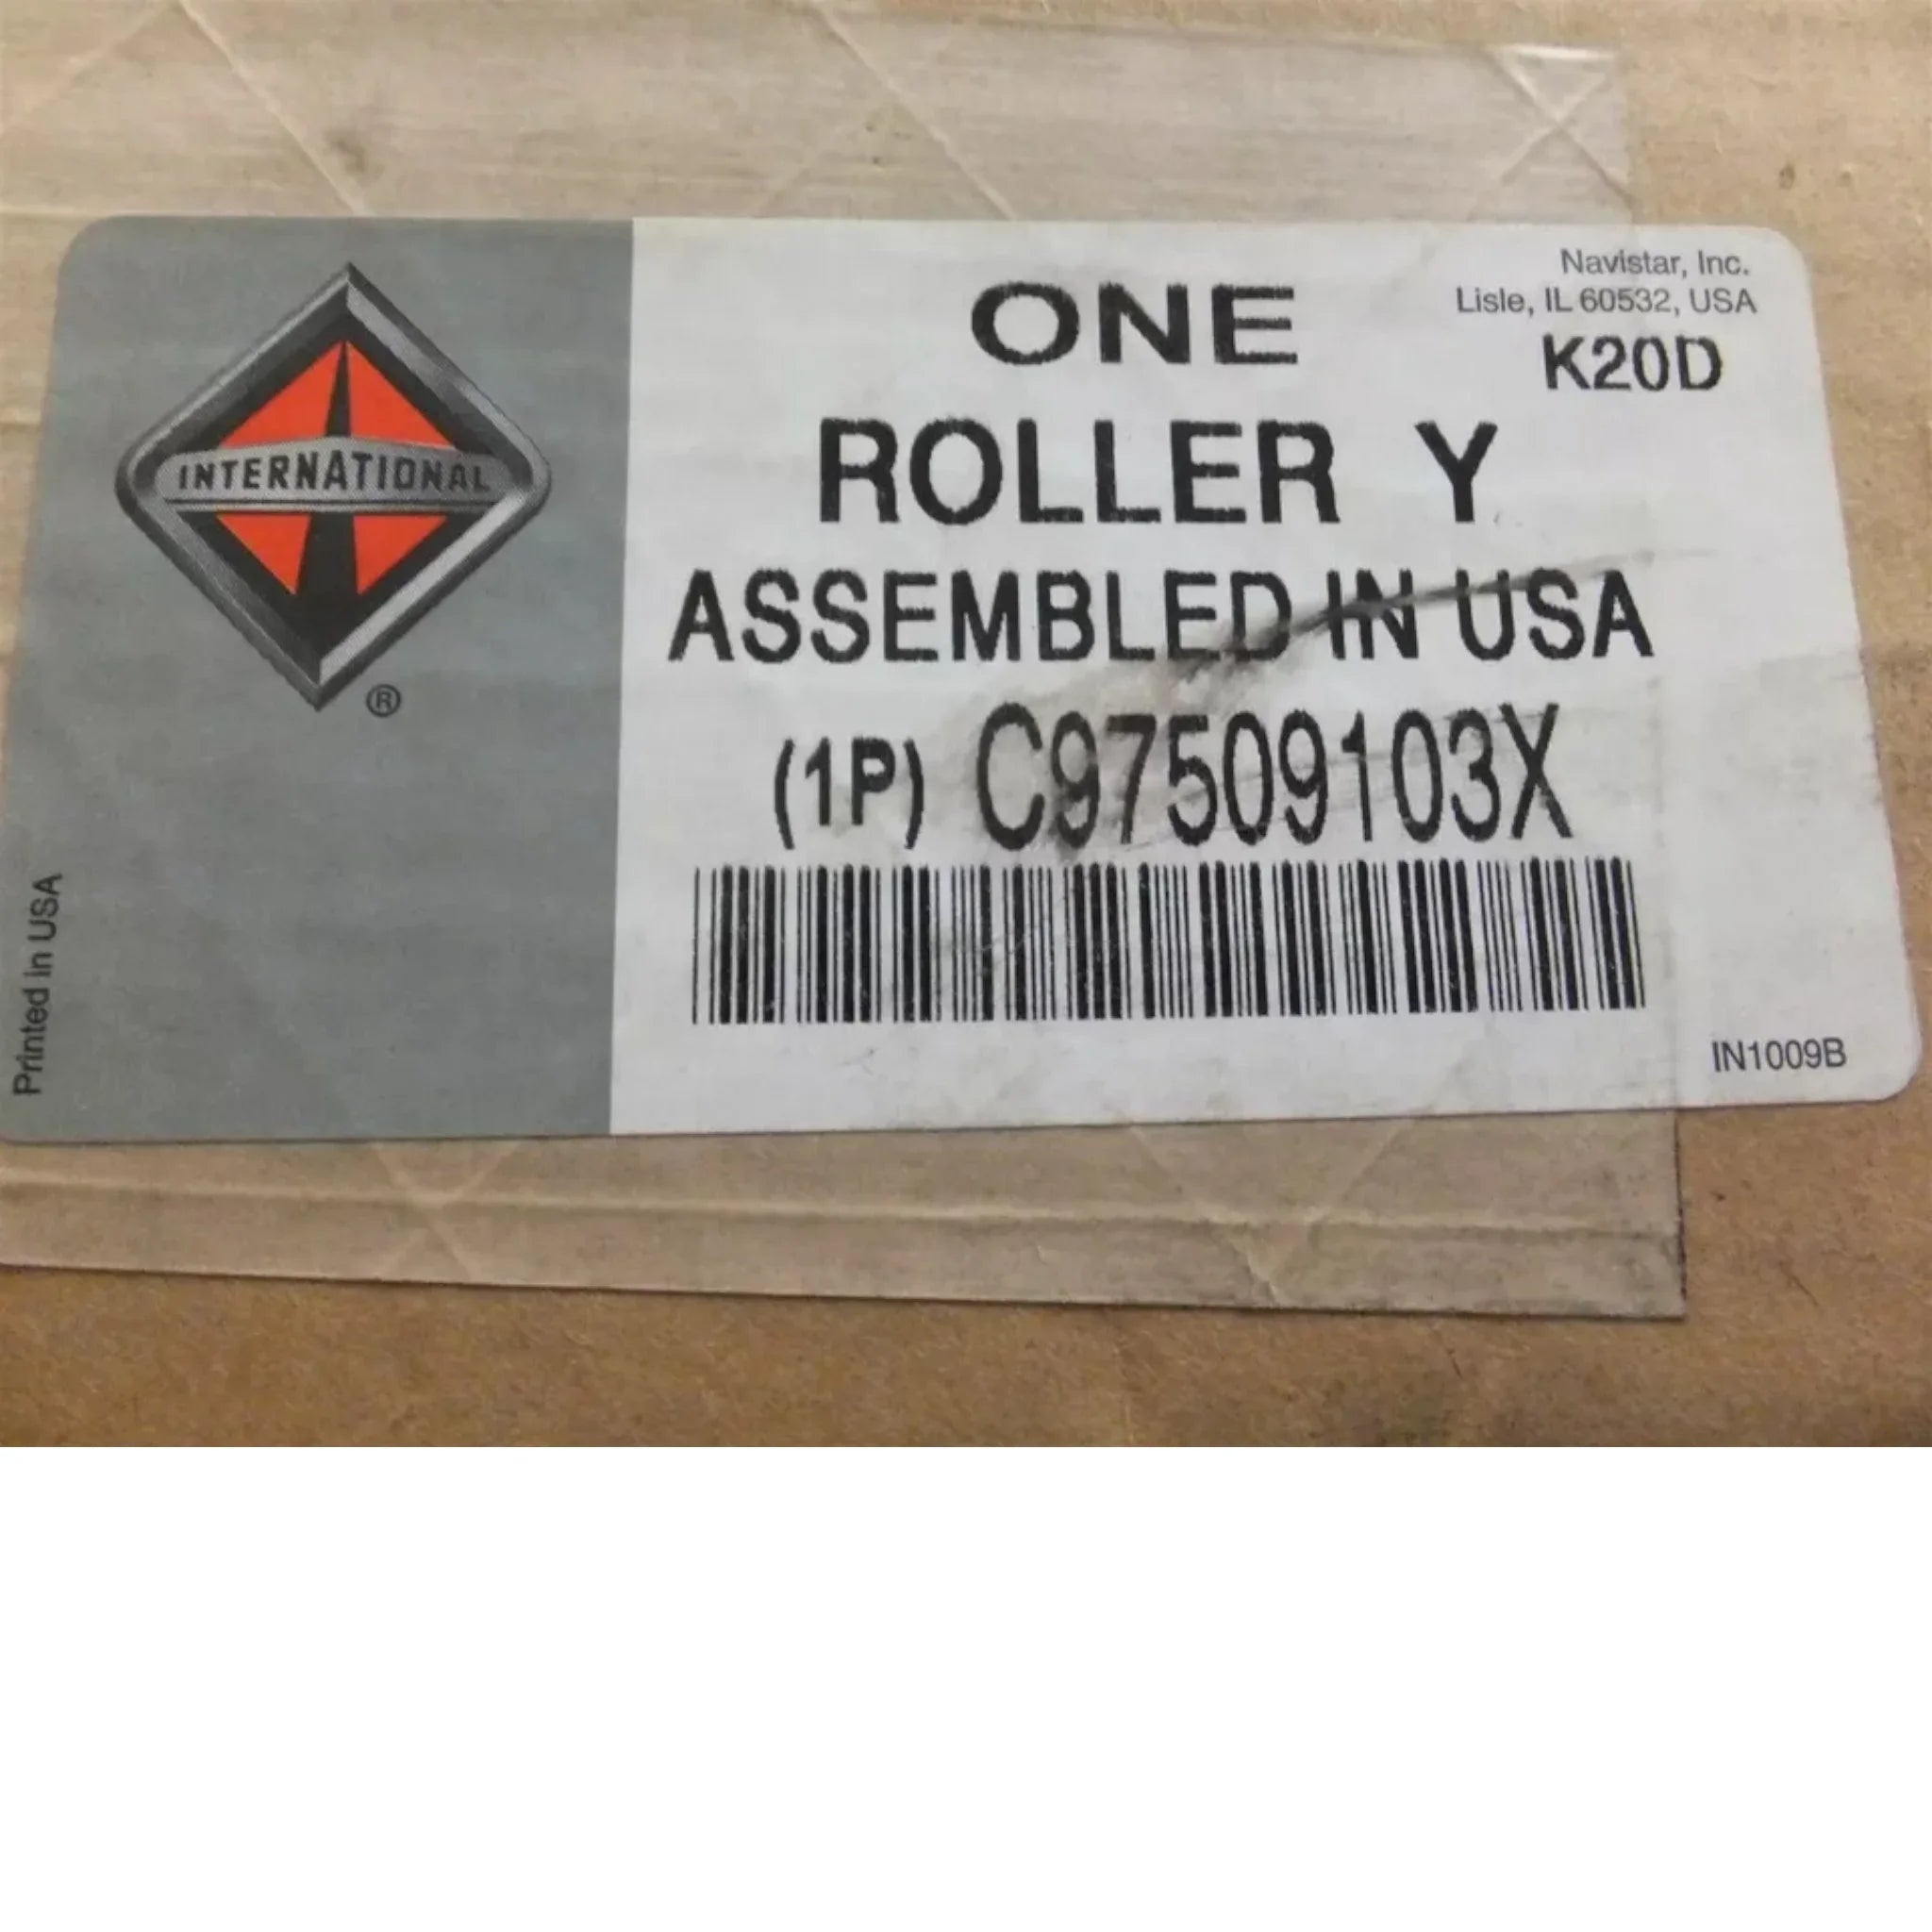 INTERNATIONAL
®
Printed in USA
Navistar, Inc.
Lisle, IL 60532, USA
K20D
ONE
ROLLER Y
ASSEMBLED IN USA
(1P) C97509103X
IN1009B